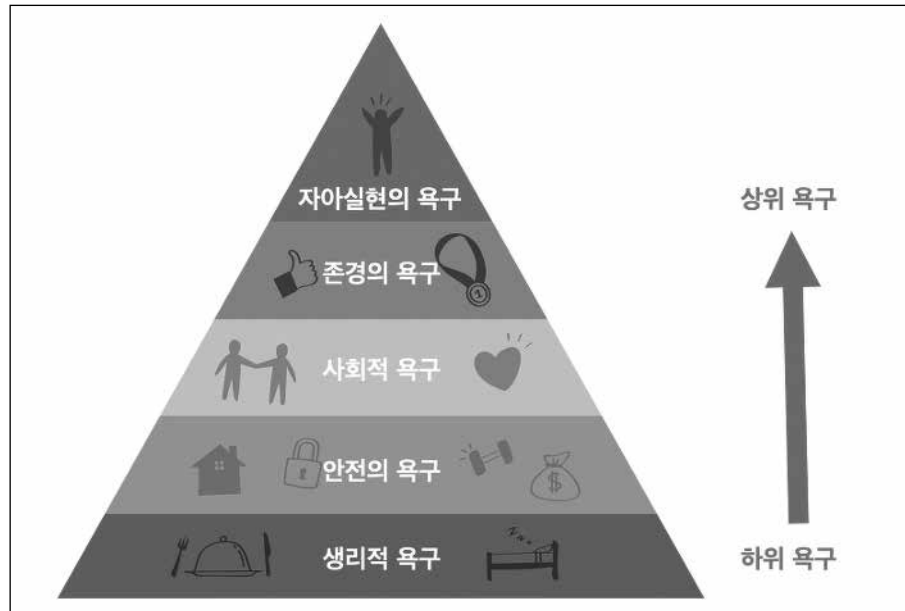 자아실현의 욕구
상위 욕구
존경의 욕구
1
사회적 욕구
안전의 욕구
$
Z z z
생리적 욕구
하위 욕구